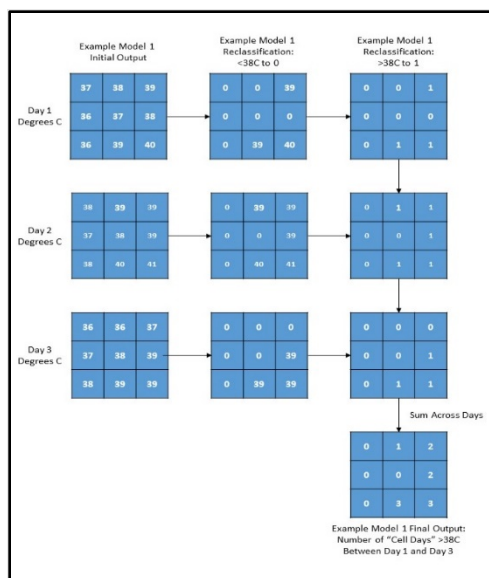 Example Model 1
Initial Output
Example Model 1
Reclassification:
<38C to 0
Example Model 1
Reclassification:
>38C to 1
Day 1
Degrees C
37 38 39
36 37 38
36 39 40
0 0 39
0 0 0
0 39 40
0 0 1
0 0 0
0 1 1
Day 2
Degrees C
38 39 39
37 38 39
38 40 41
0 39 39
0 0 39
0 40 41
0 1 1
0 0 1
0 1 1
Day 3
Degrees C
36 36 37
37 38 39
38 39 39
0 0 0
0 0 39
0 39 39
0 0 0
0 0 1
0 1 1
Sum Across Days
0 1 2
0 0 2
0 3 3
Example Model 1 Final Output:
Number of "Cell Days" >38C
Between Day 1 and Day 3